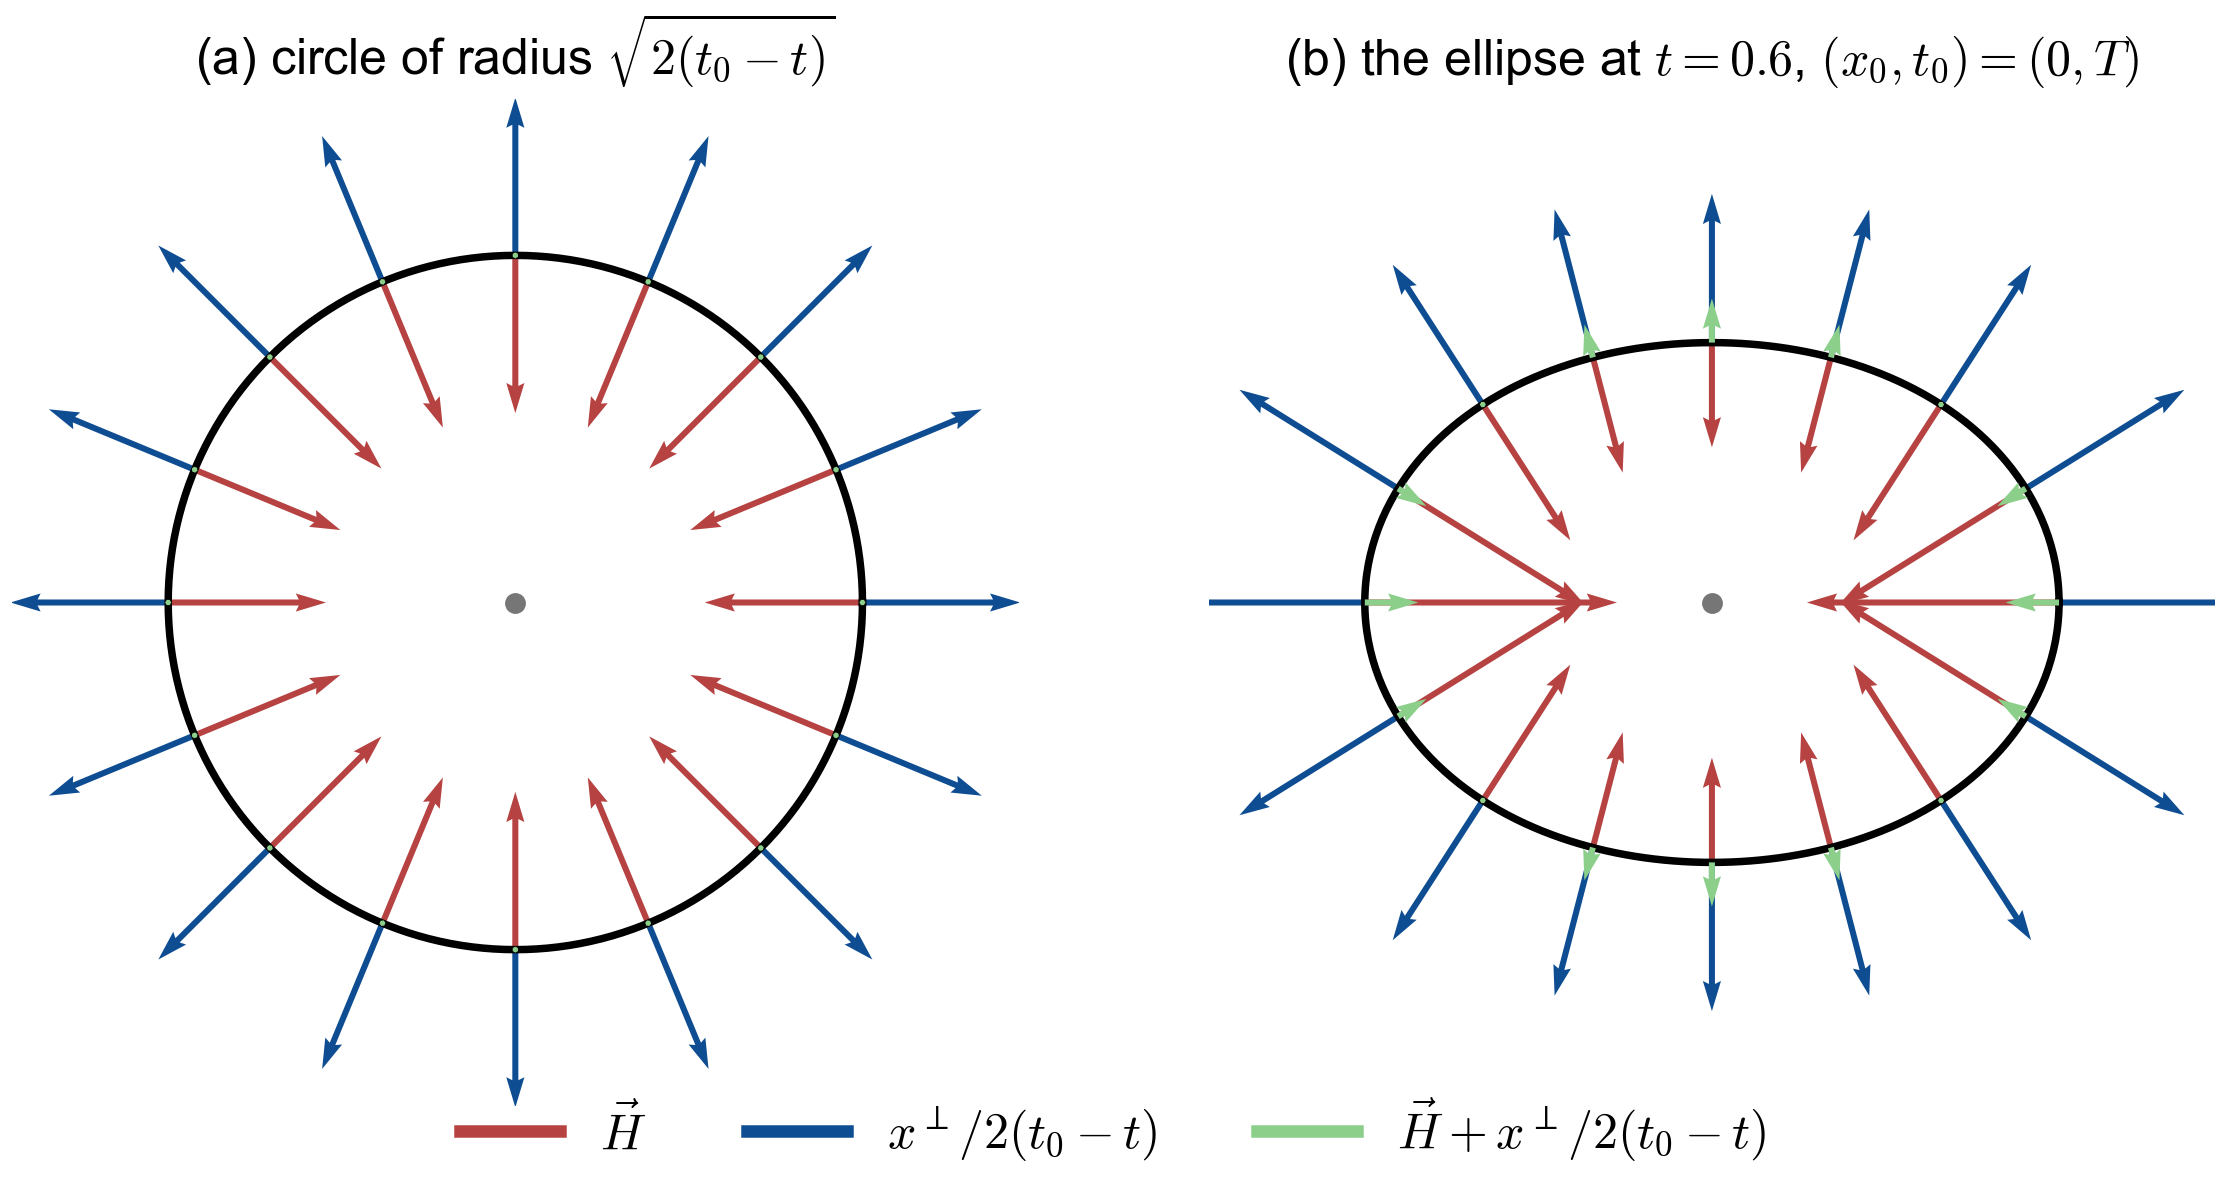 (a) circle of radius √2(t₀ − t)
(b) the ellipse at t = 0.6, (x₀, t₀) = (0, T)
H⃗
x^⊥/2(t₀ − t)
H⃗ + x^⊥/2(t₀ − t)